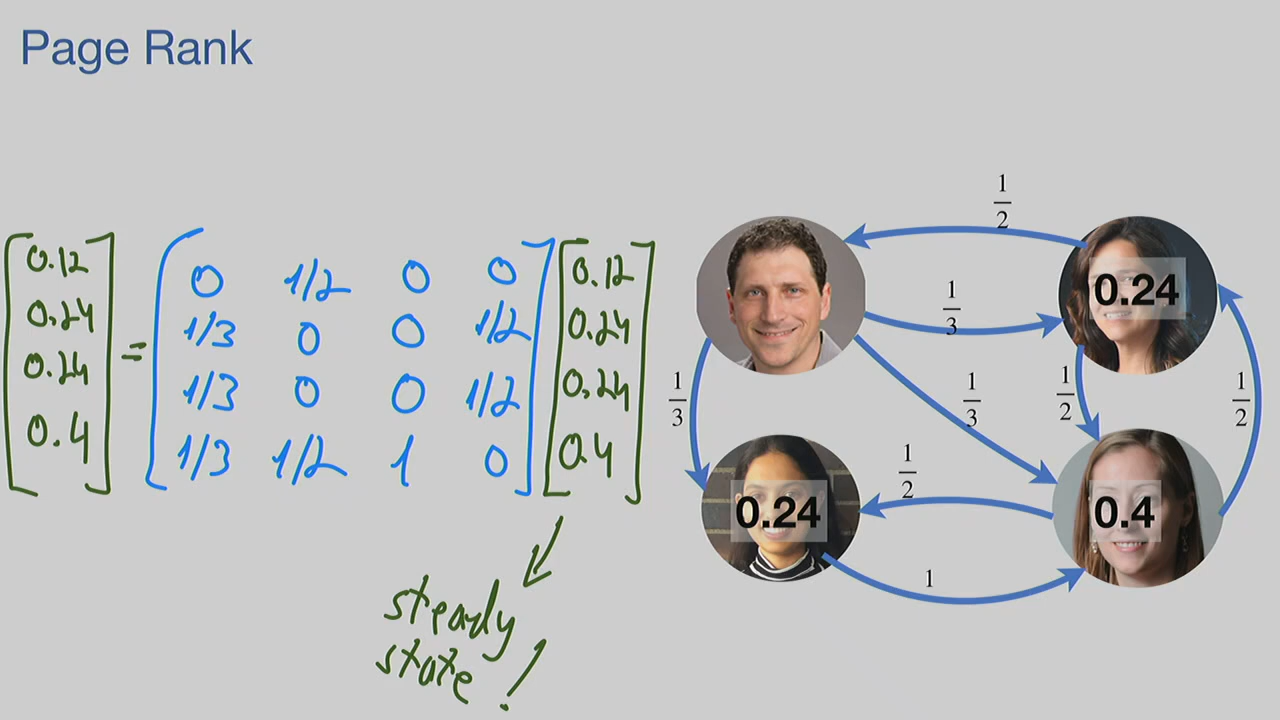 Page Rank
0.12
0.24
0.24
0.4
=
0 1/2 0 0
1/3 0 0 1/2
1/3 0 0 1/2
1/3 1/2 1 0
0.12
0.24
0.24
0.4
steady
state!
1/2
1/3
1/3
1/3
1/2
1/2
1/2
1
0.24
0.24
0.4